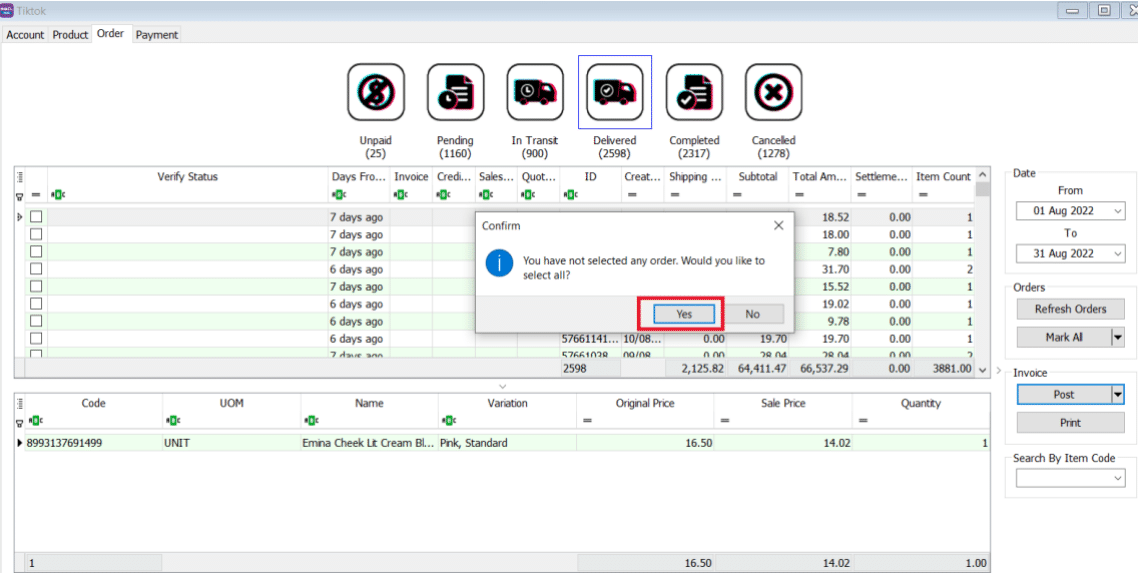 Tiktok
Account Product Order Payment
Unpaid Pending In Transit Delivered Completed Cancelled
(25) (1160) (900) (2598) (2317) (1278)
Verify Status Days Fro... Invoice Credi... Sales... Quot... ID Creat... Shipping ... Subtotal Total Am... Settleme... Item Count
7 days ago 18.52 0.00 1
7 days ago 18.00 0.00 1
7 days ago 7.80 0.00 1
6 days ago 31.70 0.00 2
7 days ago 15.52 0.00 1
6 days ago 19.02 0.00 1
6 days ago 9.78 0.00 1
6 days ago 57661141... 10/08... 0.00 19.70 19.70 0.00 1
7 days ago 57661038 09/08 0.00 28.04 28.04 0.00 2
2598 2,125.82 64,411.47 66,537.29 0.00 3881.00
Confirm
You have not selected any order. Would you like to
select all?
Yes No
Date
From
01 Aug 2022
To
31 Aug 2022
Orders
Refresh Orders
Mark All
Invoice
Post
Print
Search By Item Code
Code UOM Name Variation Original Price Sale Price Quantity
8993137691499 UNIT Emina Cheek Lit Cream Bl... Pink, Standard 16.50 14.02 1
1 16.50 14.02 1.00